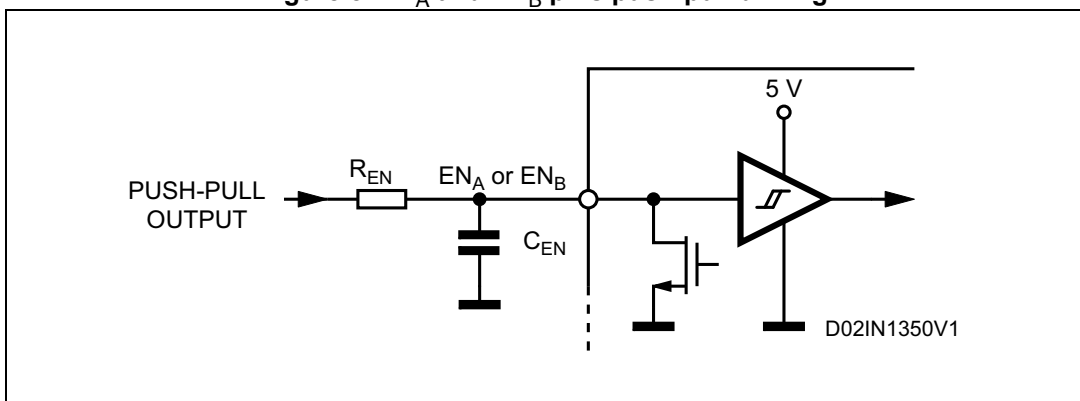 5 V
R_EN
EN_A or EN_B
PUSH-PULL
OUTPUT
C_EN
D02IN1350V1